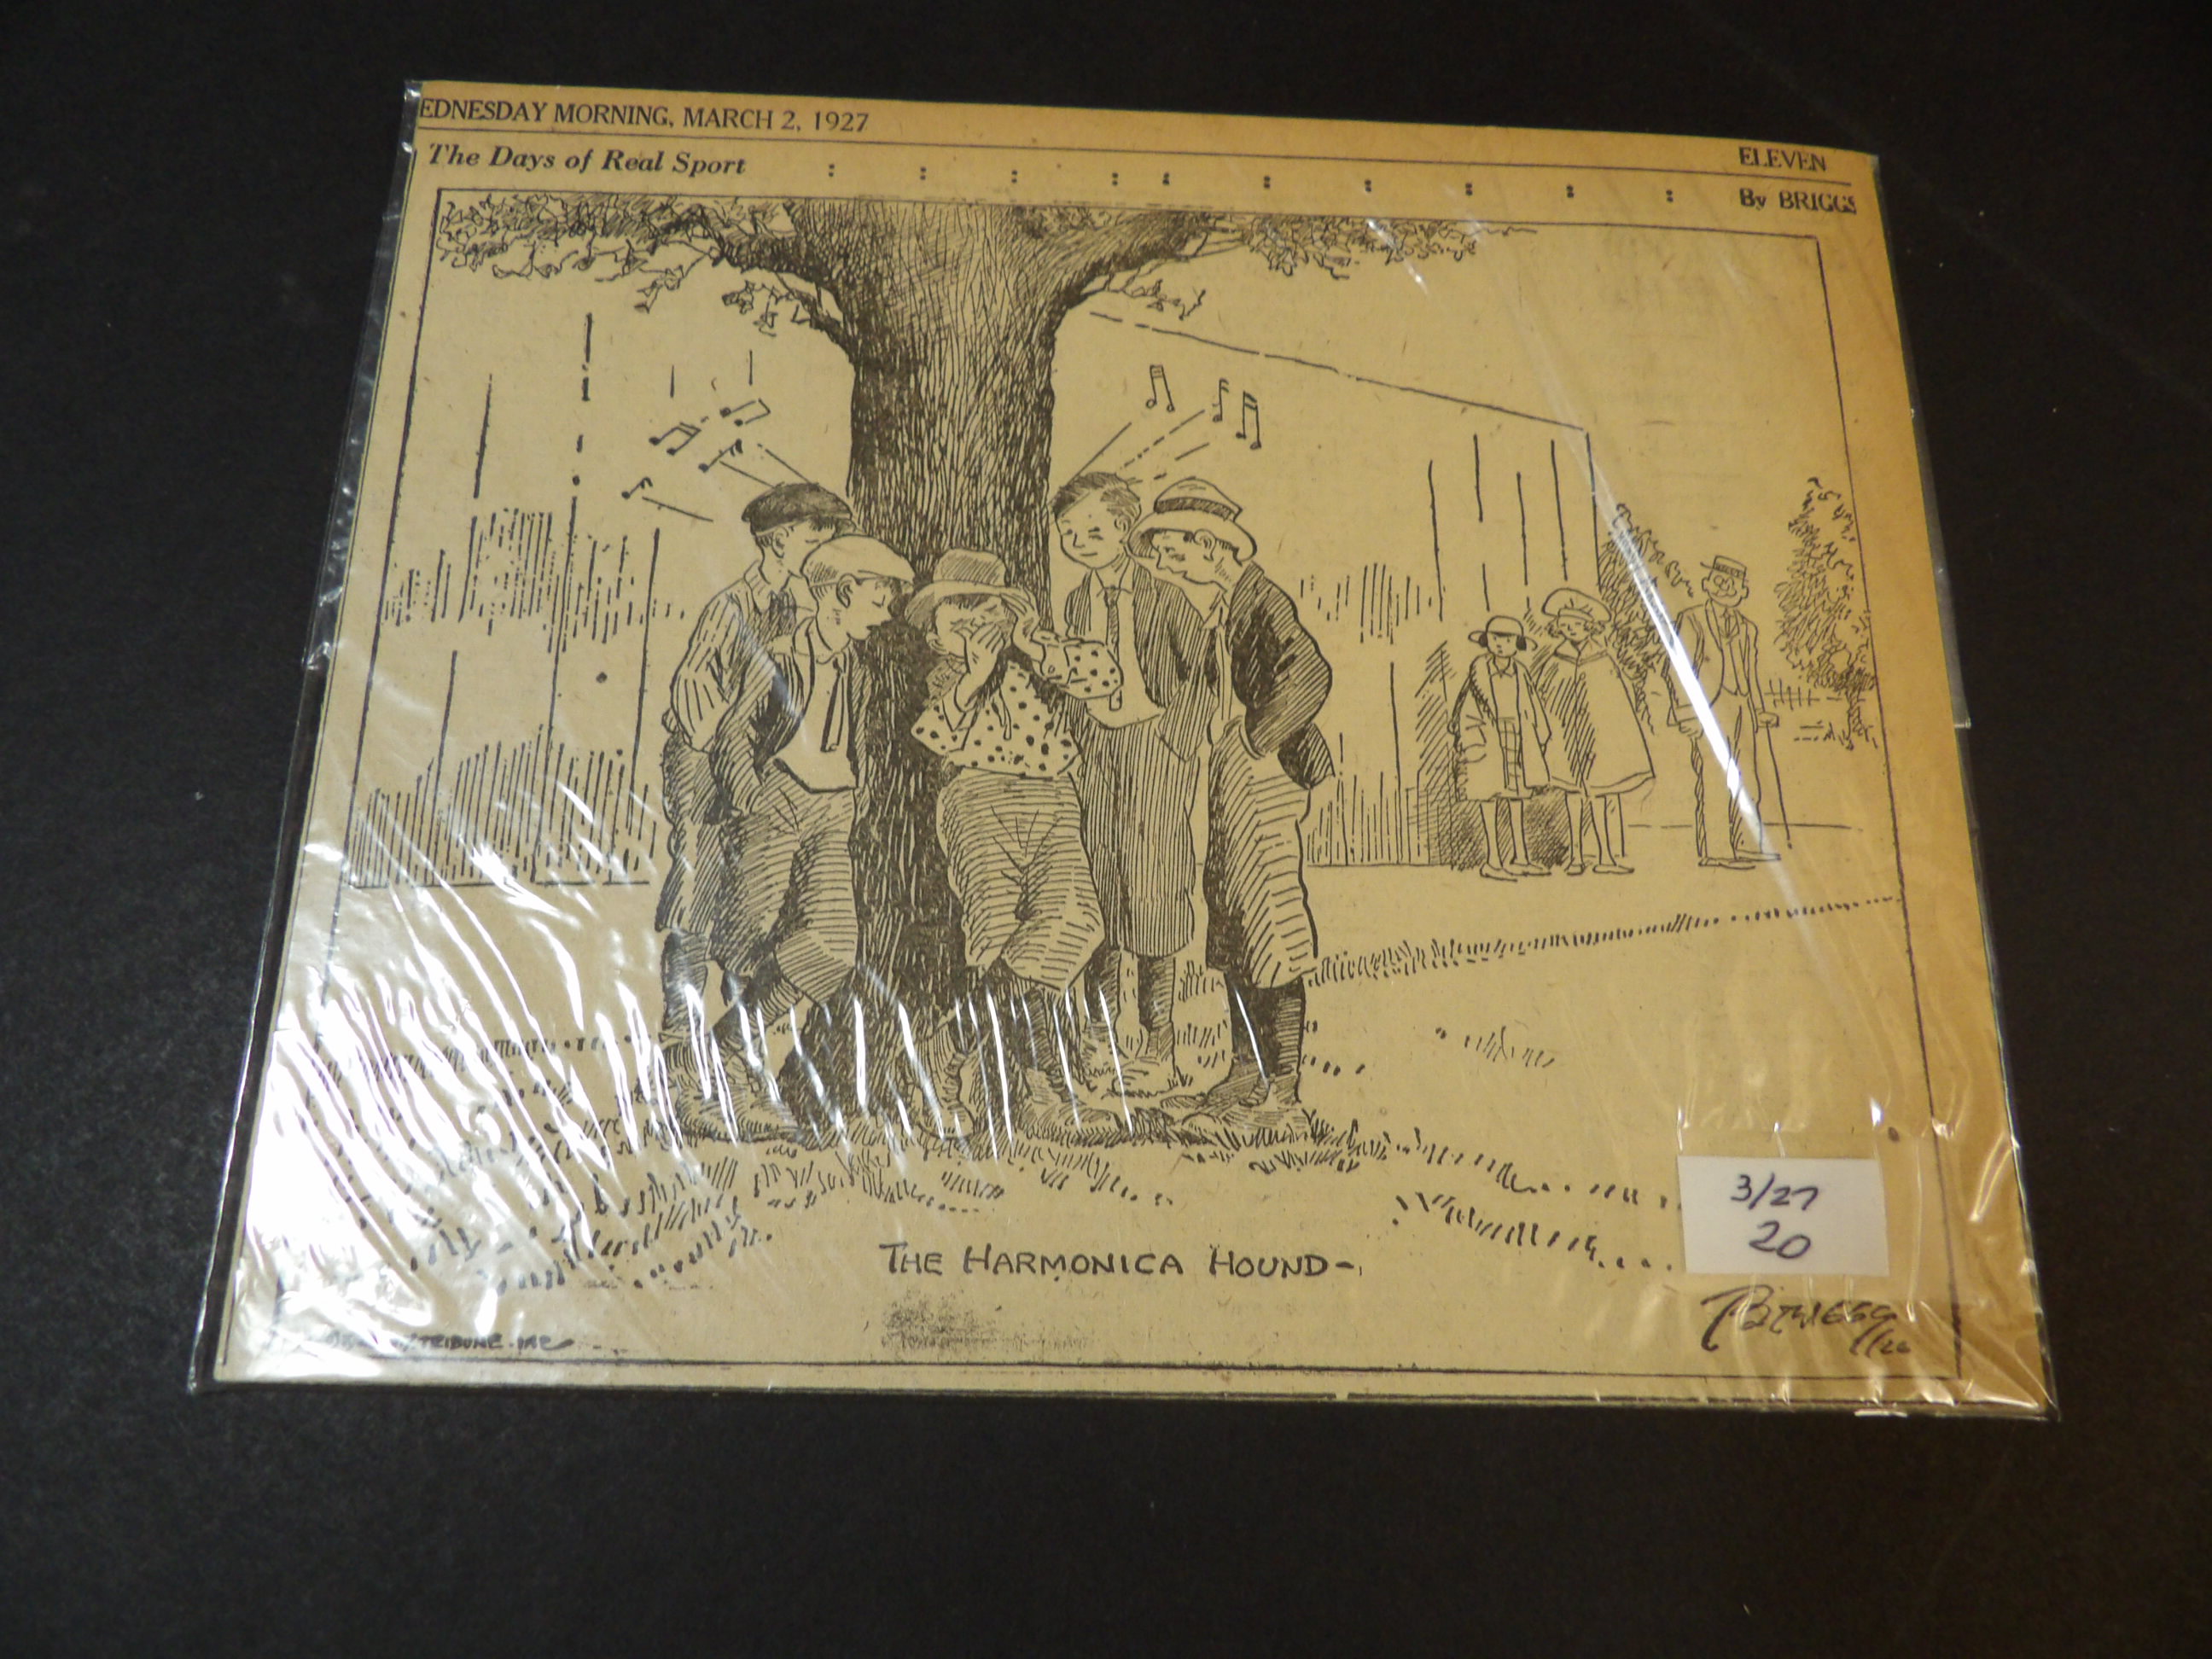 EDNESDAY MORNING, MARCH 2, 1927
ELEVEN
The Days of Real Sport : : : : : : : : : : By BRIGGS
3/27
20
THE HARMONICA HOUND-
TRIBUNE